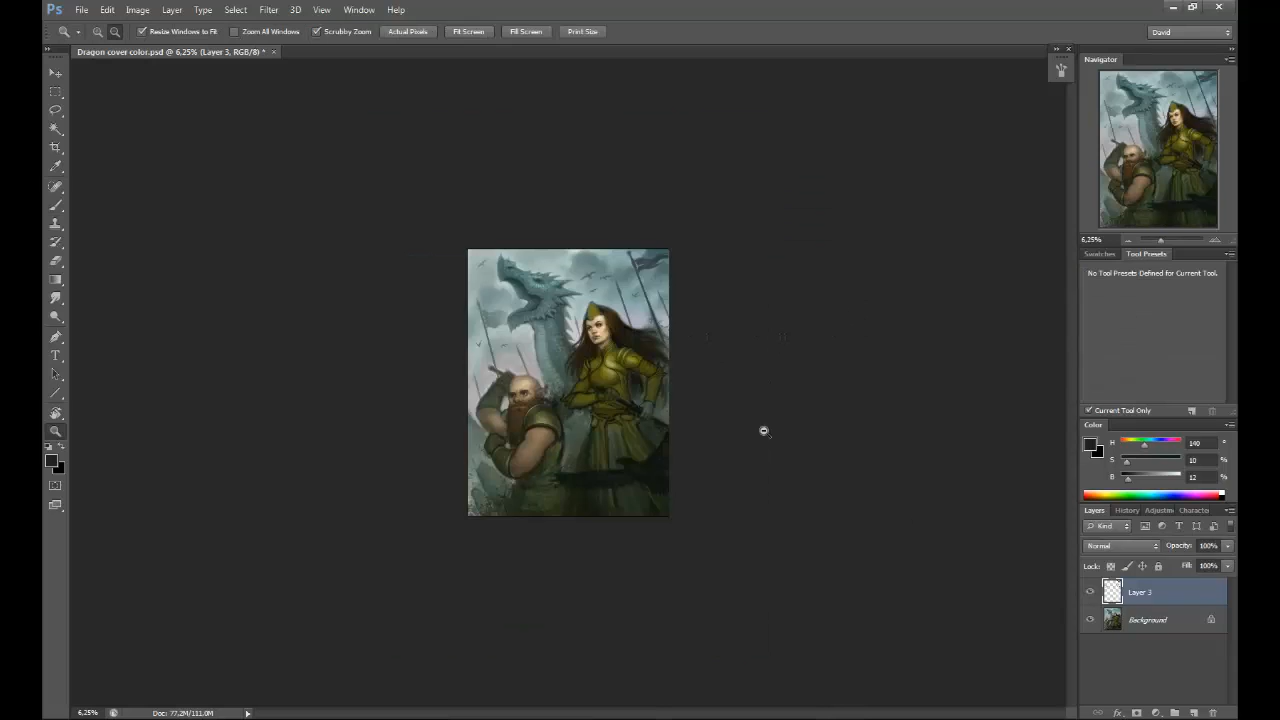 Ps File Edit Image Layer Type Select Filter 3D View Window Help
Resize Windows to Fit Zoom All Windows Scrubby Zoom Actual Pixels Fit Screen Fill Screen Print Size David
Dragon cover color.psd @ 6,25% (Layer 3, RGB/8) *
Navigator
6,25%
Swatches Tool Presets
No Tool Presets Defined for Current Tool.
Current Tool Only
Color
H 140 °
S 10 %
B 12 %
Layers History Adjustme Character
Kind
Normal Opacity: 100%
Lock: Fill: 100%
Layer 3
Background
6,25% Doc: 77,2M/111,0M